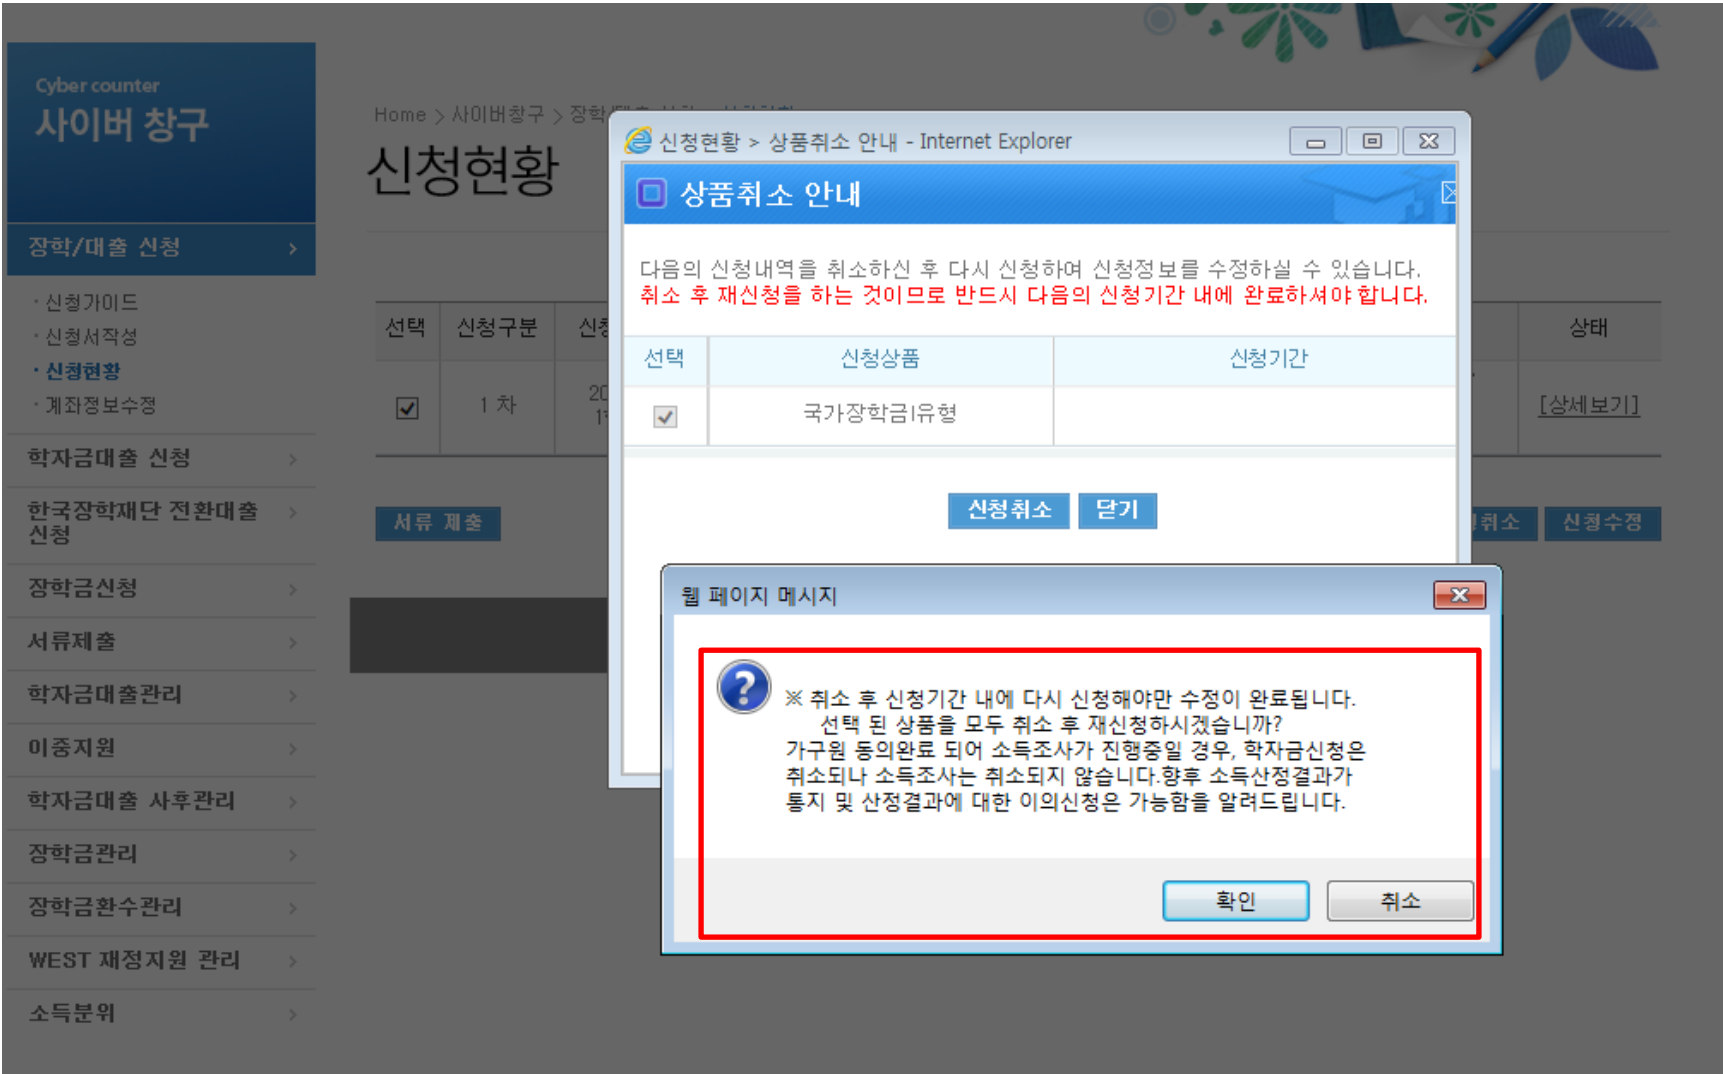 Cyber counter
사이버 창구
장학/대출 신청
· 신청가이드
· 신청서작성
· 신청현황
· 계좌정보수정
학자금대출 신청
한국장학재단 전환대출
신청
장학금신청
서류제출
학자금대출관리
이중지원
학자금대출 사후관리
장학금관리
장학금환수관리
WEST 재정지원 관리
소득분위
Home > 사이버창구 > 장학
신청현황
선택 신청구분 상태
1 차 [상세보기]
서류 제출 취소 신청수정
신청현황 > 상품취소 안내 - Internet Explorer
상품취소 안내
다음의 신청내역을 취소하신 후 다시 신청하여 신청정보를 수정하실 수 있습니다.
취소 후 재신청을 하는 것이므로 반드시 다음의 신청기간 내에 완료하셔야 합니다.
선택 신청상품 신청기간
국가장학금I유형
신청취소 닫기
웹 페이지 메시지
※ 취소 후 신청기간 내에 다시 신청해야만 수정이 완료됩니다.
선택 된 상품을 모두 취소 후 재신청하시겠습니까?
가구원 동의완료 되어 소득조사가 진행중일 경우, 학자금신청은
취소되나 소득조사는 취소되지 않습니다.향후 소득산정결과가
통지 및 산정결과에 대한 이의신청은 가능함을 알려드립니다.
확인 취소